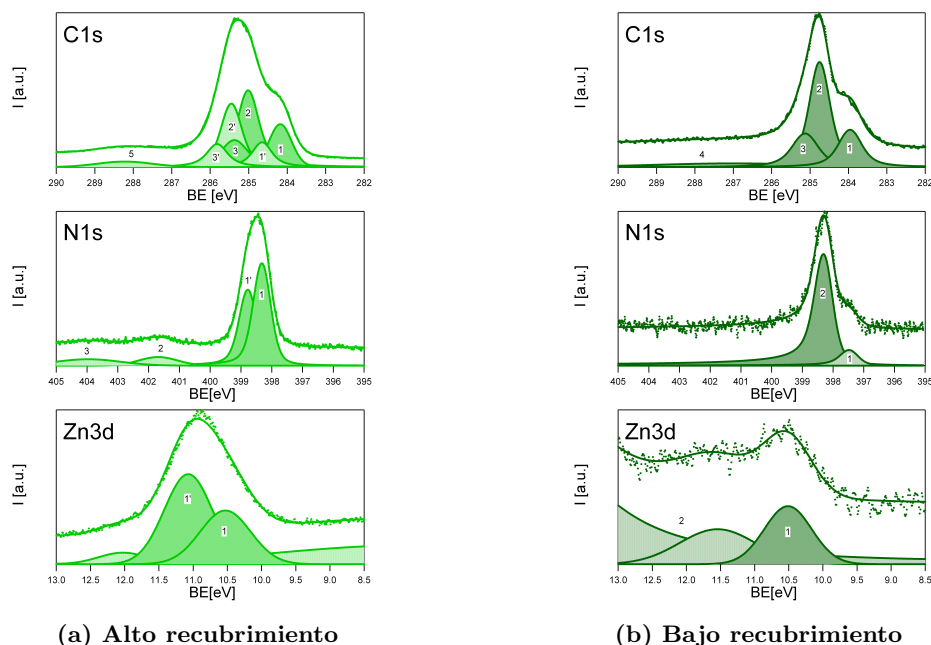 C1s
I [a.u.]
5
3'
2'
3
2
1'
1
290 289 288 287 286 285 284 283 282
BE [eV]
N1s
I [a.u.]
3
2
1'
1
405 404 403 402 401 400 399 398 397 396 395
BE[eV]
Zn3d
I [a.u.]
1'
1
13.0 12.5 11.5 11.0 10.5 10.0 9.5 9.0 8.5
BE[eV]
(a) Alto recubrimiento
C1s
I [a.u.]
4
3
2
1
290 289 288 287 286 285 284 283 282
BE [eV]
N1s
I [a.u.]
2
1
405 404 403 402 401 400 399 398 397 396 395
BE[eV]
Zn3d
I [a.u.]
2
1
13.0 12.5 12.0 11.5 11.0 10.5 10.0 9.5 9.0 8.5
BE[eV]
(b) Bajo recubrimiento